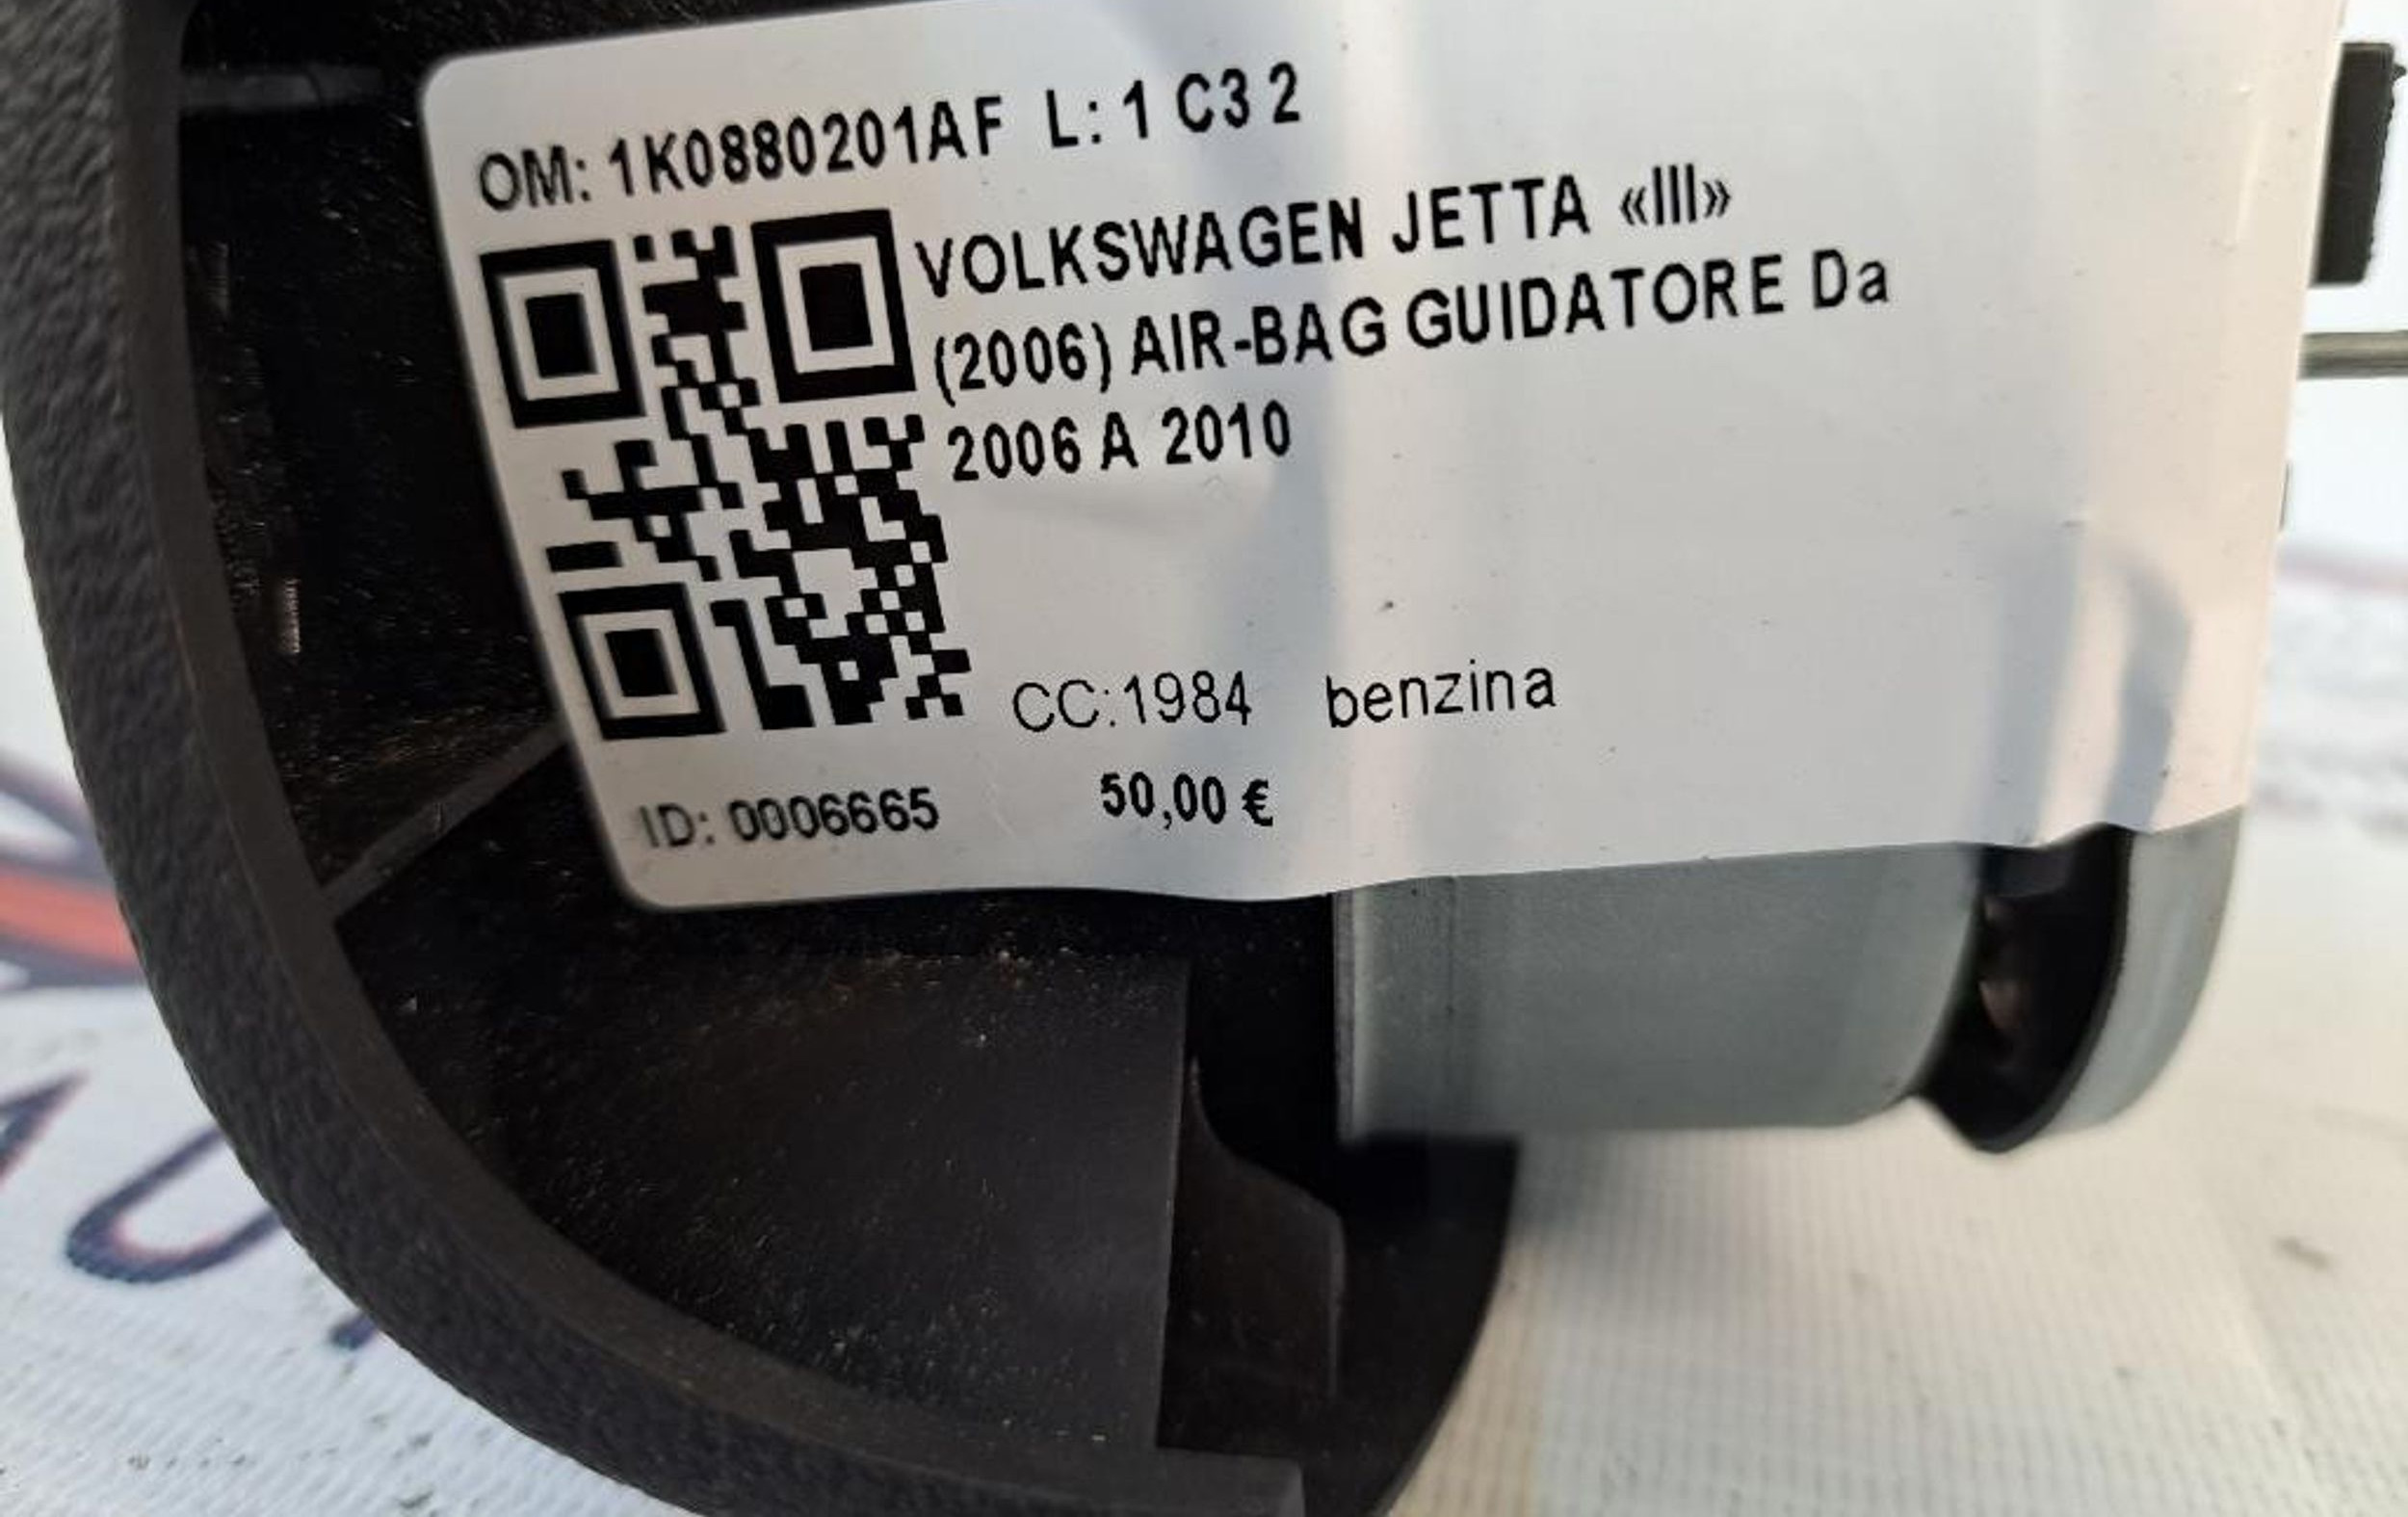 OM: 1K0880201AF L: 1 C3 2
VOLKSWAGEN JETTA «III»
(2006) AIR-BAG GUIDATORE Da
2006 A 2010
CC:1984 benzina
ID: 0006665 50,00 €